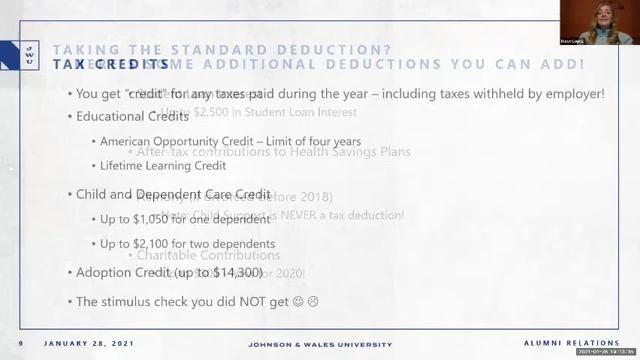 J
W
U
TAKING THE STANDARD DEDUCTION?
TAX CREDITS
SOME ADDITIONAL DEDUCTIONS YOU CAN ADD!
• You get "credit" for any taxes paid during the year – including taxes withheld by employer!
Up to $2,500 in Student Loan Interest
• Educational Credits
• American Opportunity Credit – Limit of four years
• After-tax contributions to Health Savings Plans
• Lifetime Learning Credit
• Child and Dependent Care Credit
before 2018)
• Up to $1,050 for one dependent
Note: Child Support is NEVER a tax deduction!
• Up to $2,100 for two dependents
• Charitable Contributions
• Adoption Credit (up to $14,300)
for 2020!
• The stimulus check you did NOT get ☺ ☹
9 JANUARY 28, 2021 JOHNSON & WALES UNIVERSITY ALUMNI RELATIONS